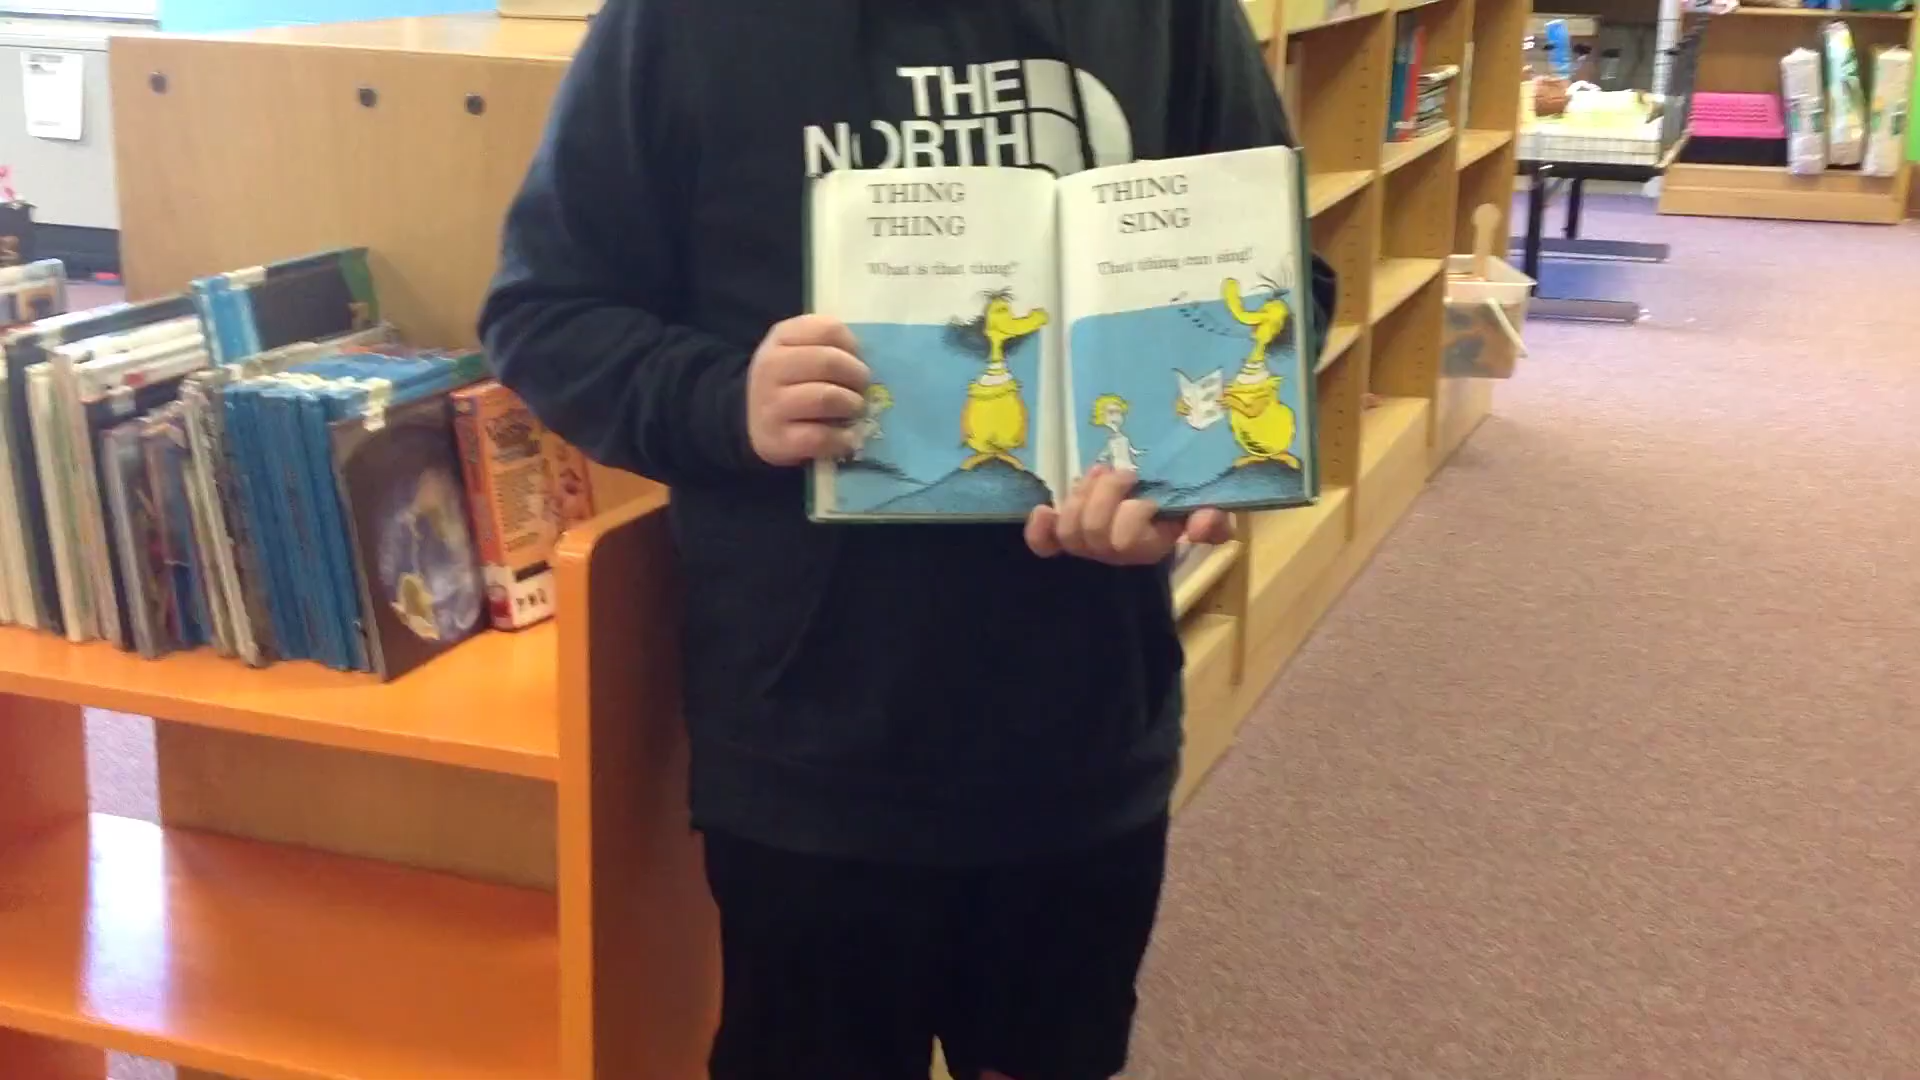 THE
NORTH
THING
THING
What is that thing?
THING
SING
That thing can sing!